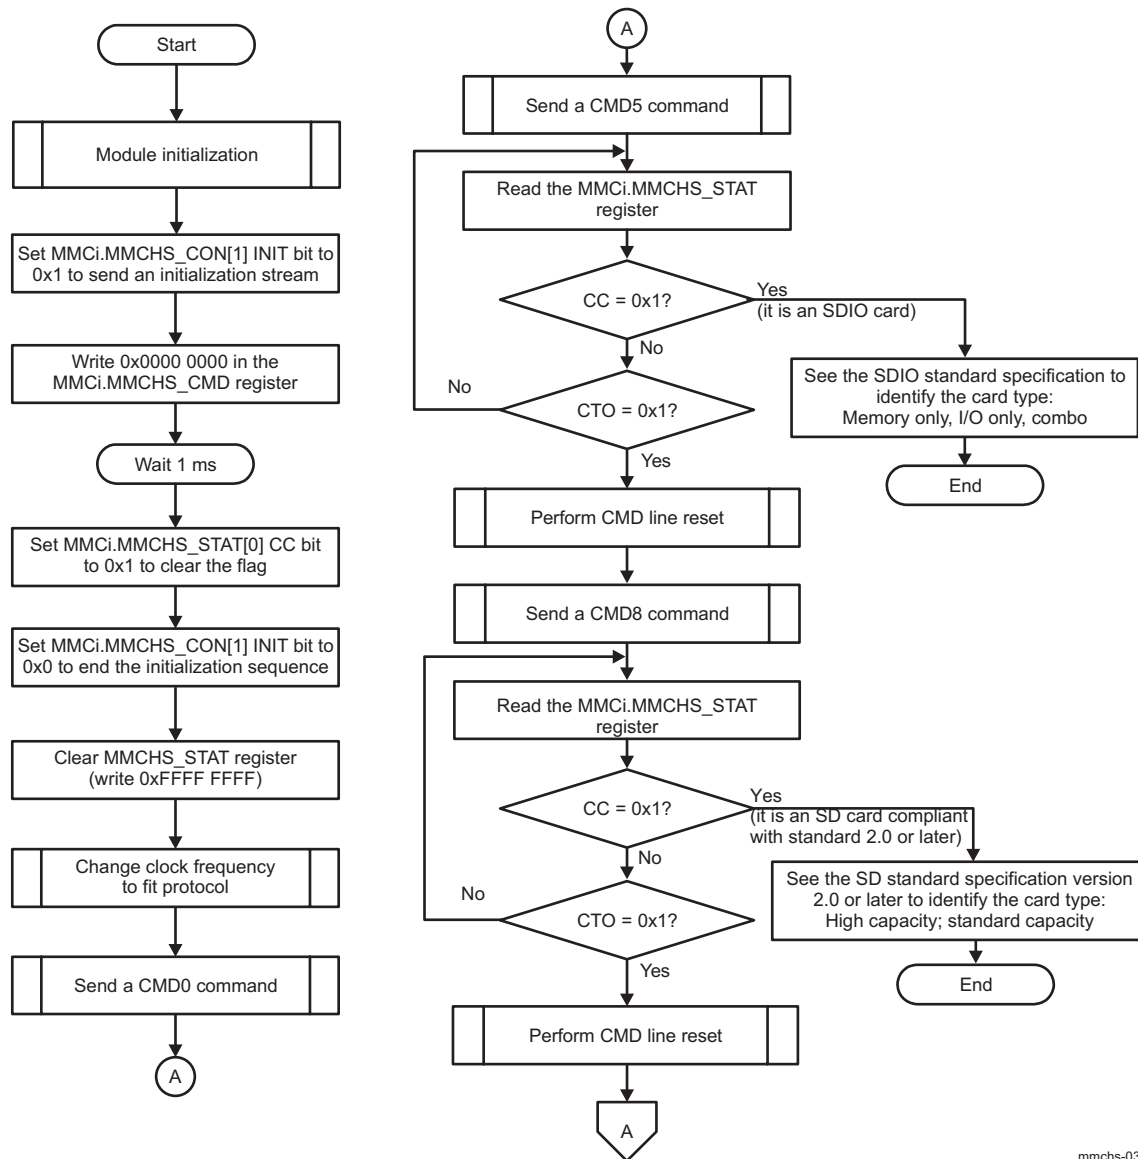 Start
Module initialization
Set MMCi.MMCHS_CON[1] INIT bit to
0x1 to send an initialization stream
Write 0x0000 0000 in the
MMCi.MMCHS_CMD register
Wait 1 ms
Set MMCi.MMCHS_STAT[0] CC bit
to 0x1 to clear the flag
Set MMCi.MMCHS_CON[1] INIT bit to
0x0 to end the initialization sequence
Clear MMCHS_STAT register
(write 0xFFFF FFFF)
Change clock frequency
to fit protocol
Send a CMD0 command
A
A
Send a CMD5 command
Read the MMCi.MMCHS_STAT
register
CC = 0x1?
Yes
(it is an SDIO card)
No
See the SDIO standard specification to
identify the card type:
Memory only, I/O only, combo
End
No
CTO = 0x1?
Yes
Perform CMD line reset
Send a CMD8 command
Read the MMCi.MMCHS_STAT
register
CC = 0x1?
Yes
(it is an SD card compliant
with standard 2.0 or later)
No
See the SD standard specification version
2.0 or later to identify the card type:
High capacity; standard capacity
End
No
CTO = 0x1?
Yes
Perform CMD line reset
A